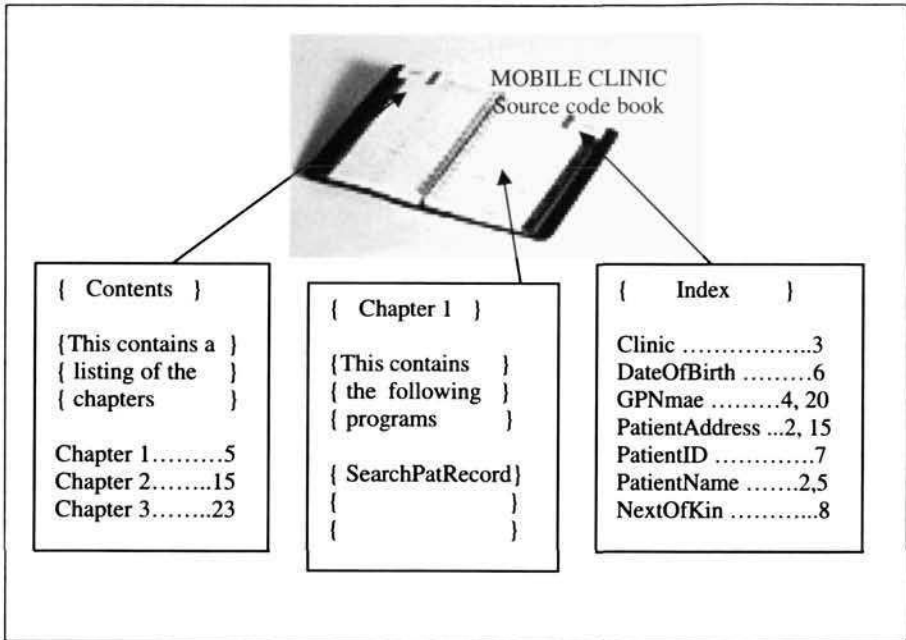 MOBILE CLINIC
Source code book
{ Contents }
{This contains a }
{ listing of the }
{ chapters }
Chapter 1.........5
Chapter 2........15
Chapter 3........23
{ Chapter 1 }
{This contains }
{ the following }
{ programs }
{ SearchPatRecord}
{ }
{ }
{ Index }
Clinic ..................3
DateOfBirth .........6
GPNmae .........4, 20
PatientAddress ...2, 15
PatientID .............7
PatientName .......2,5
NextOfKin ............8